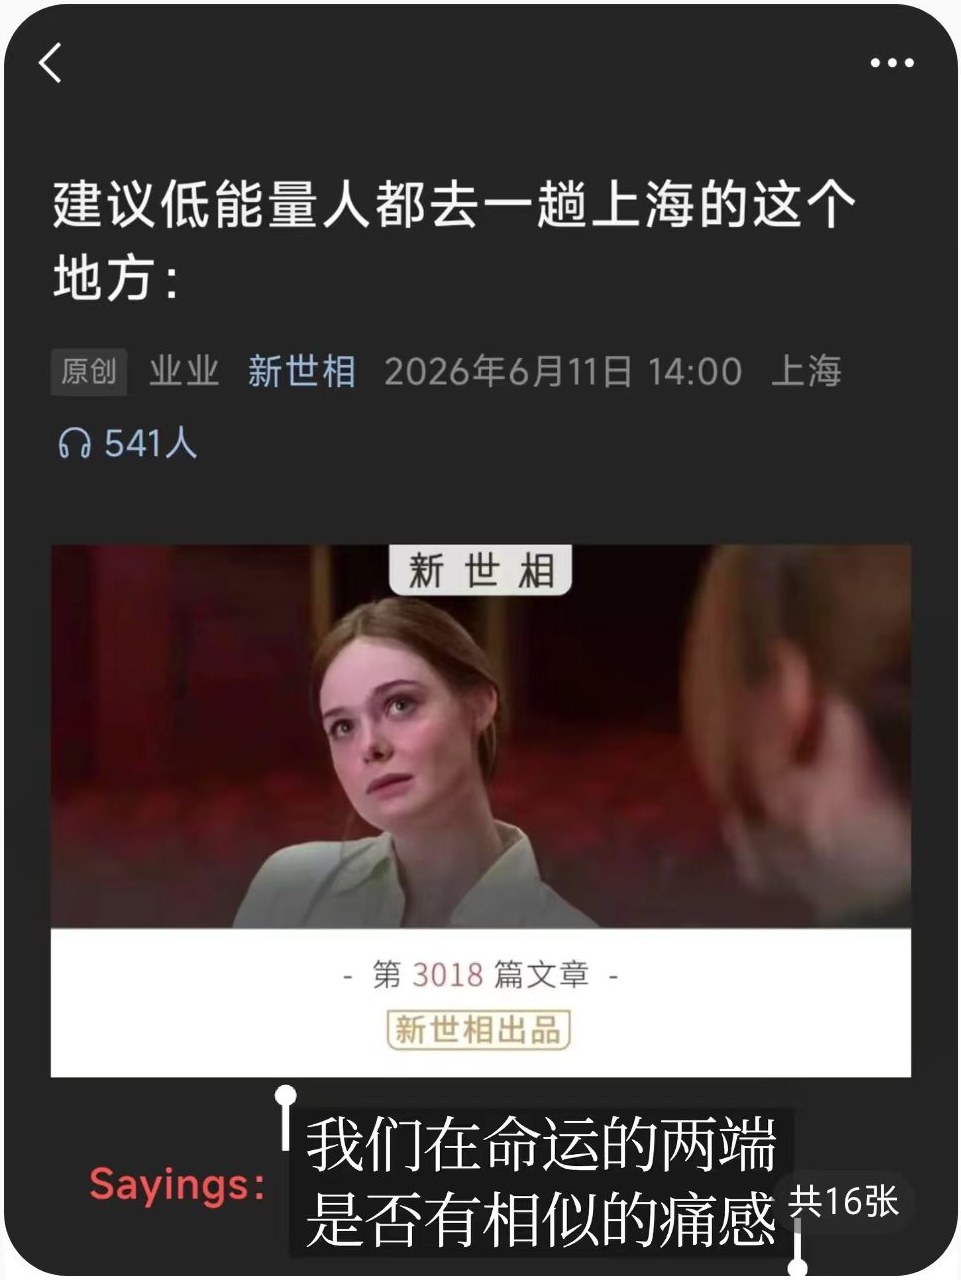 建议低能量人都去一趟上海的这个
地方：
原创 业业 新世相 2026年6月11日 14:00 上海
541人
新世相
- 第 3018 篇文章 -
新世相出品
Sayings:
我们在命运的两端
是否有相似的痛感
共16张